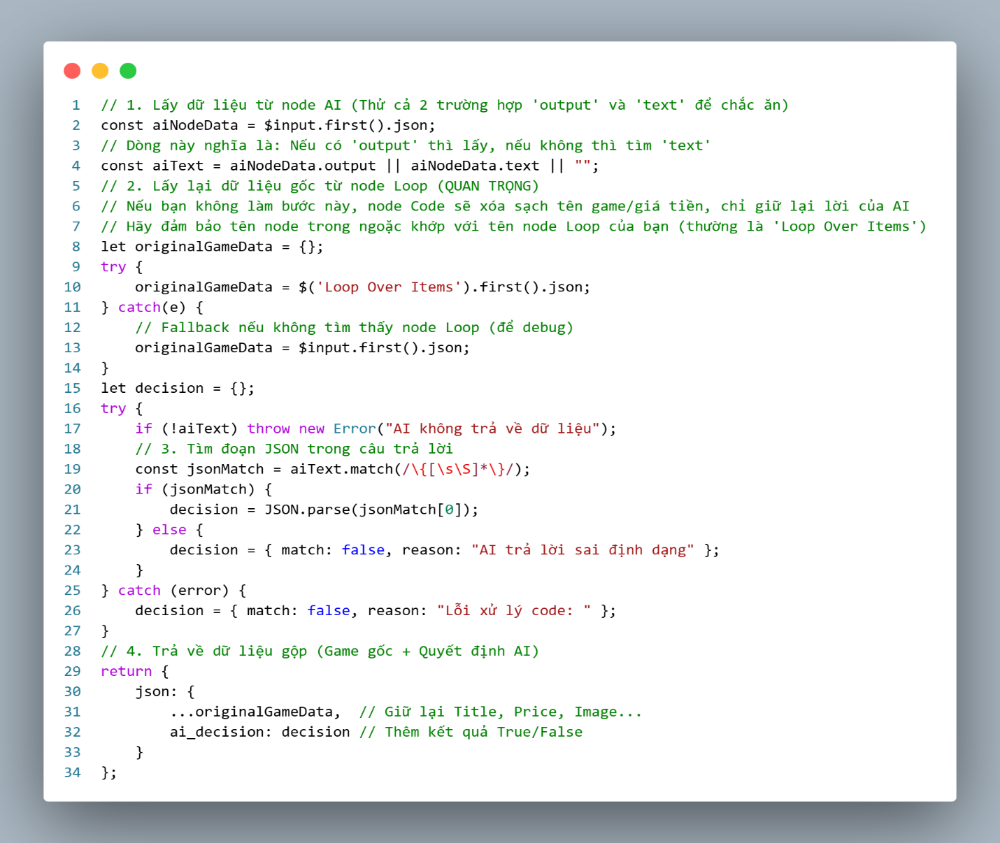 1 // 1. Lấy dữ liệu từ node AI (Thử cả 2 trường hợp 'output' và 'text' để chắc ăn)
2 const aiNodeData = $input.first().json;
3 // Dòng này nghĩa là: Nếu có 'output' thì lấy, nếu không thì tìm 'text'
4 const aiText = aiNodeData.output || aiNodeData.text || "";
5 // 2. Lấy lại dữ liệu gốc từ node Loop (QUAN TRỌNG)
6 // Nếu bạn không làm bước này, node Code sẽ xóa sạch tên game/giá tiền, chỉ giữ lại lời của AI
7 // Hãy đảm bảo tên node trong ngoặc khớp với tên node Loop của bạn (thường là 'Loop Over Items')
8 let originalGameData = {};
9 try {
10     originalGameData = $('Loop Over Items').first().json;
11 } catch(e) {
12     // Fallback nếu không tìm thấy node Loop (để debug)
13     originalGameData = $input.first().json;
14 }
15 let decision = {};
16 try {
17     if (!aiText) throw new Error("AI không trả về dữ liệu");
18     // 3. Tìm đoạn JSON trong câu trả lời
19     const jsonMatch = aiText.match(/\{[\s\S]*\}/);
20     if (jsonMatch) {
21         decision = JSON.parse(jsonMatch[0]);
22     } else {
23         decision = { match: false, reason: "AI trả lời sai định dạng" };
24     }
25 } catch (error) {
26     decision = { match: false, reason: "Lỗi xử lý code: " };
27 }
28 // 4. Trả về dữ liệu gộp (Game gốc + Quyết định AI)
29 return {
30     json: {
31         ...originalGameData,  // Giữ lại Title, Price, Image...
32         ai_decision: decision // Thêm kết quả True/False
33     }
34 };